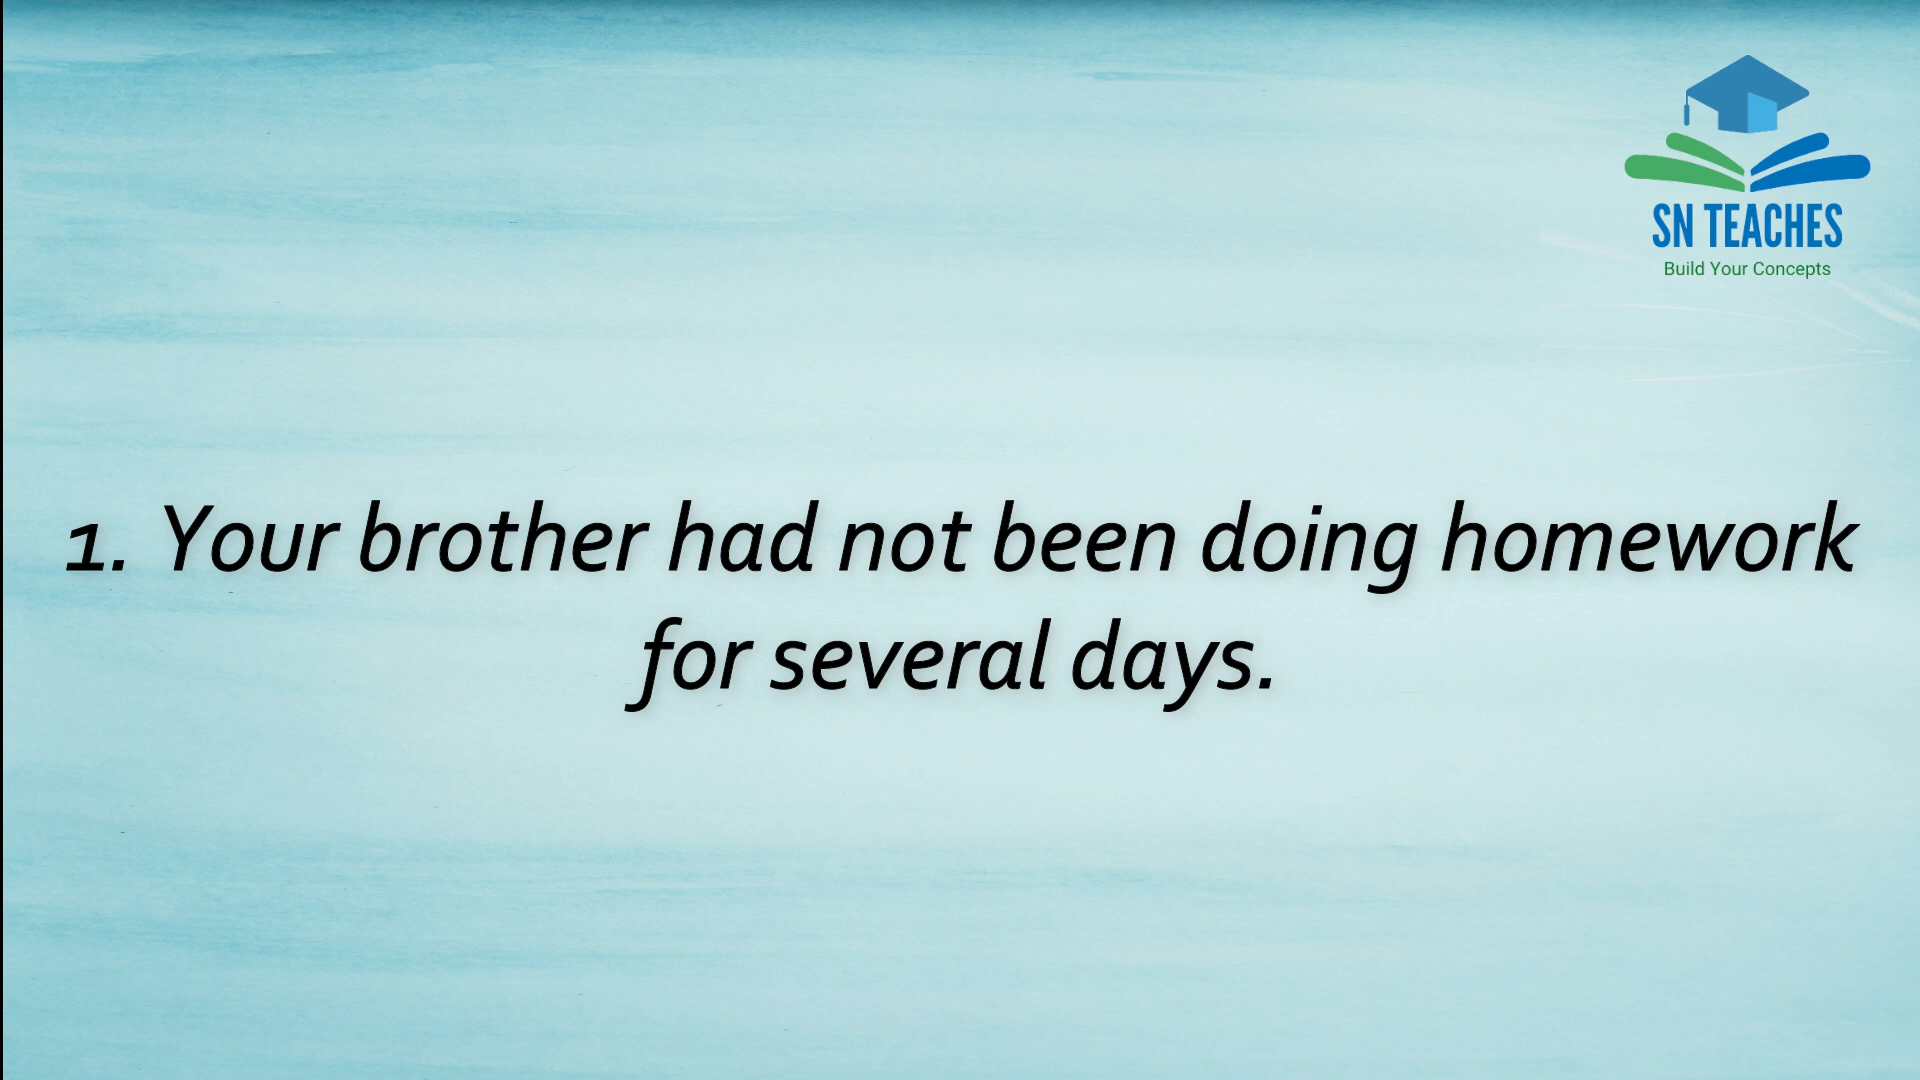 SN TEACHES
Build Your Concepts
1. Your brother had not been doing homework
for several days.